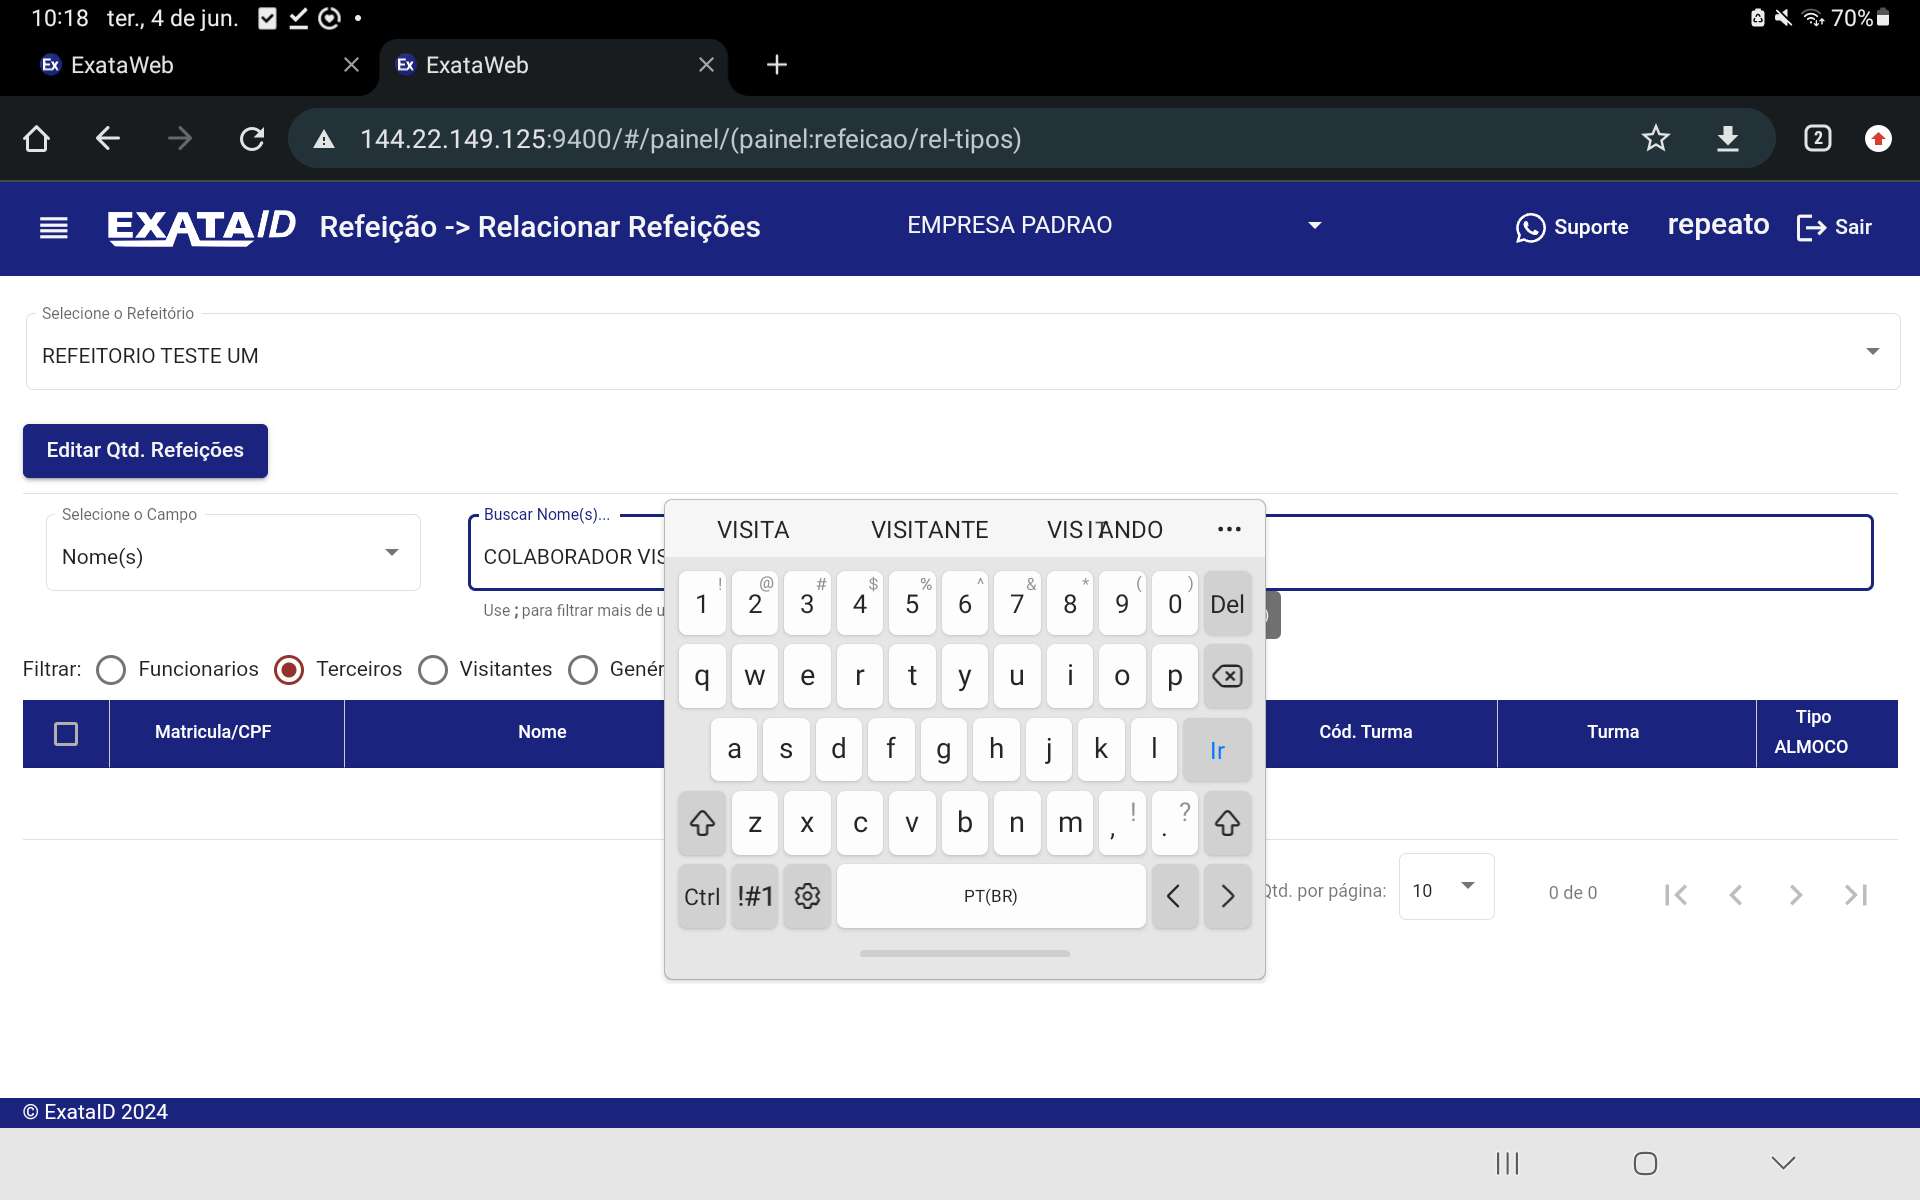 10:18 ter., 4 de jun. 70%
Ex ExataWeb Ex ExataWeb
144.22.149.125:9400/#/painel/(painel:refeicao/rel-tipos) 2
EXATAID Refeição -> Relacionar Refeições EMPRESA PADRAO Suporte repeato Sair
Selecione o Refeitório
REFEITORIO TESTE UM
Editar Qtd. Refeições
Selecione o Campo
Nome(s)
Buscar Nome(s)...
COLABORADOR VIS
Use ; para filtrar mais de u
VISITA VISITANTE VISITANDO ...
! @ # $ % ^ & * ( )
1 2 3 4 5 6 7 8 9 0 Del
q w e r t y u i o p
a s d f g h j k l Ir
z x c v b n m , ! . ?
Ctrl !#1 PT(BR) < >
Filtrar: Funcionarios Terceiros Visitantes Genér
Matricula/CPF Nome Cód. Turma Turma Tipo
ALMOCO
Qtd. por página: 10 0 de 0
© ExataID 2024